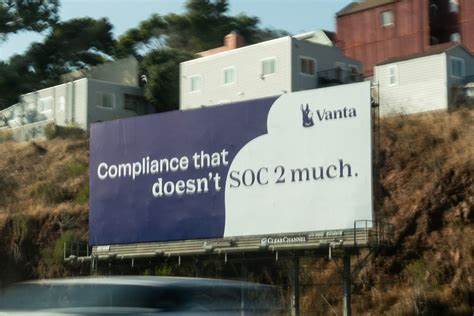 Vanta
Compliance that
doesn't SOC 2 much.
CLEARCHANNEL